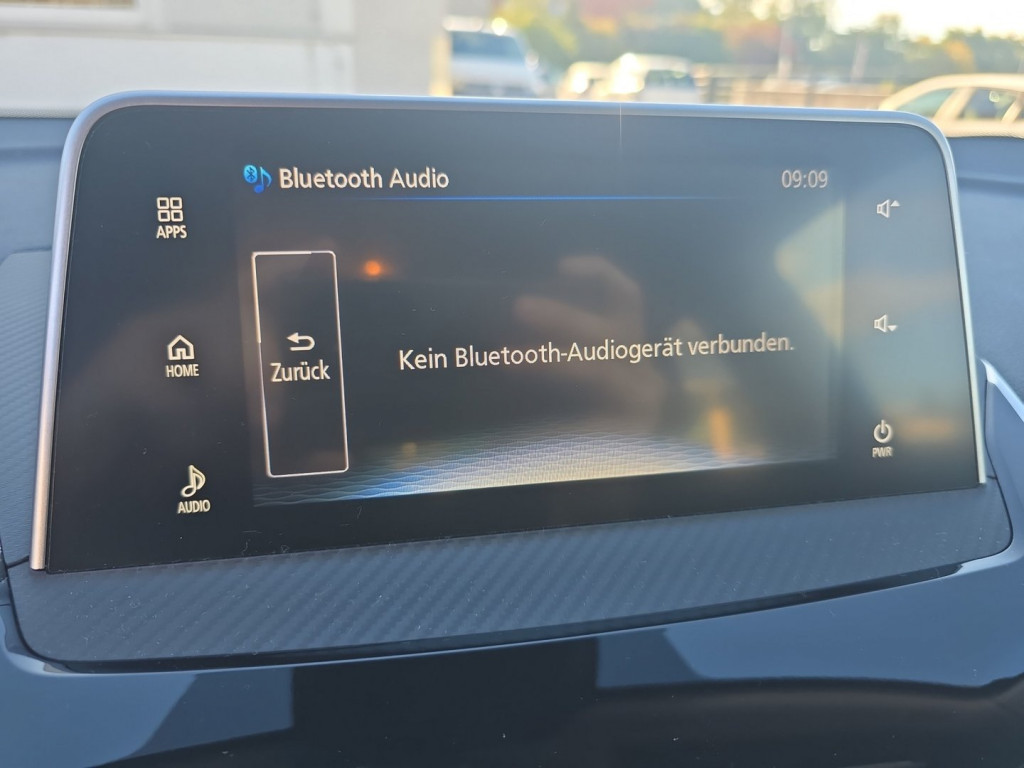 Bluetooth Audio
09:09
APPS
HOME
AUDIO
Zurück
Kein Bluetooth-Audiogerät verbunden.
PWR